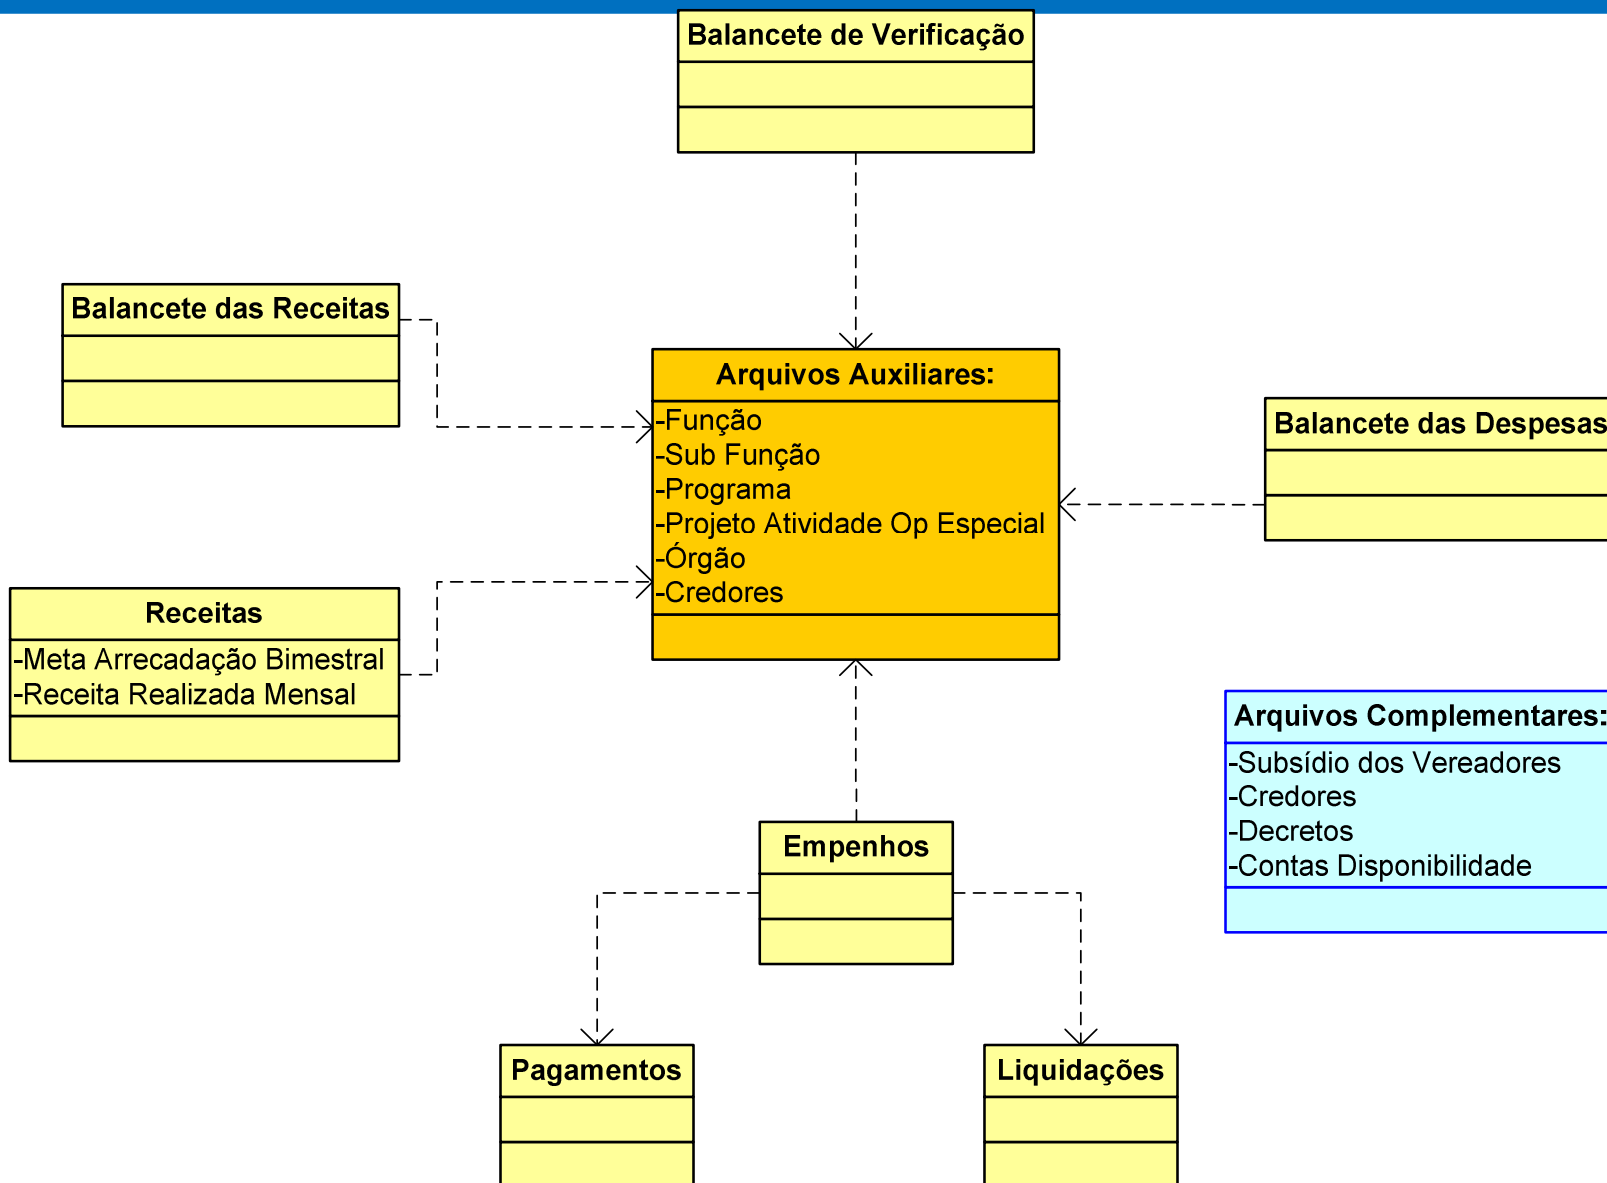 Balancete de Verificação
Balancete das Receitas
Arquivos Auxiliares:
-Função
-Sub Função
-Programa
-Projeto Atividade Op Especial
-Órgão
-Credores
Balancete das Despesas
Receitas
-Meta Arrecadação Bimestral
-Receita Realizada Mensal
Arquivos Complementares:
-Subsídio dos Vereadores
-Credores
-Decretos
-Contas Disponibilidade
Empenhos
Pagamentos
Liquidações